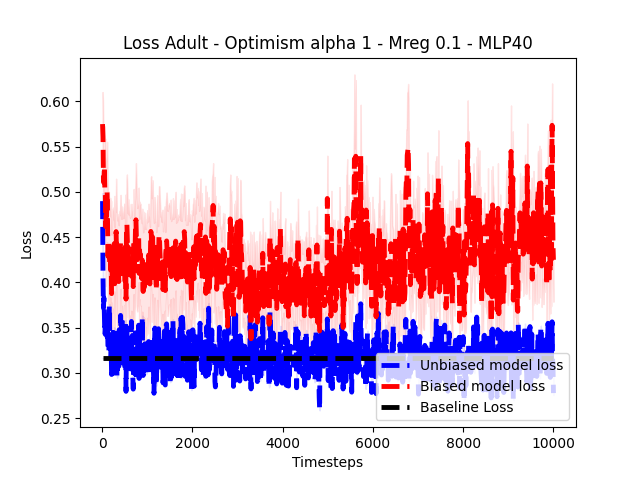 Loss Adult - Optimism alpha 1 - Mreg 0.1 - MLP40
0.60
0.55
0.50
0.45
0.40
0.35
0.30
0.25
Loss
Unbiased model loss
Biased model loss
Baseline Loss
0
2000
4000
6000
8000
10000
Timesteps